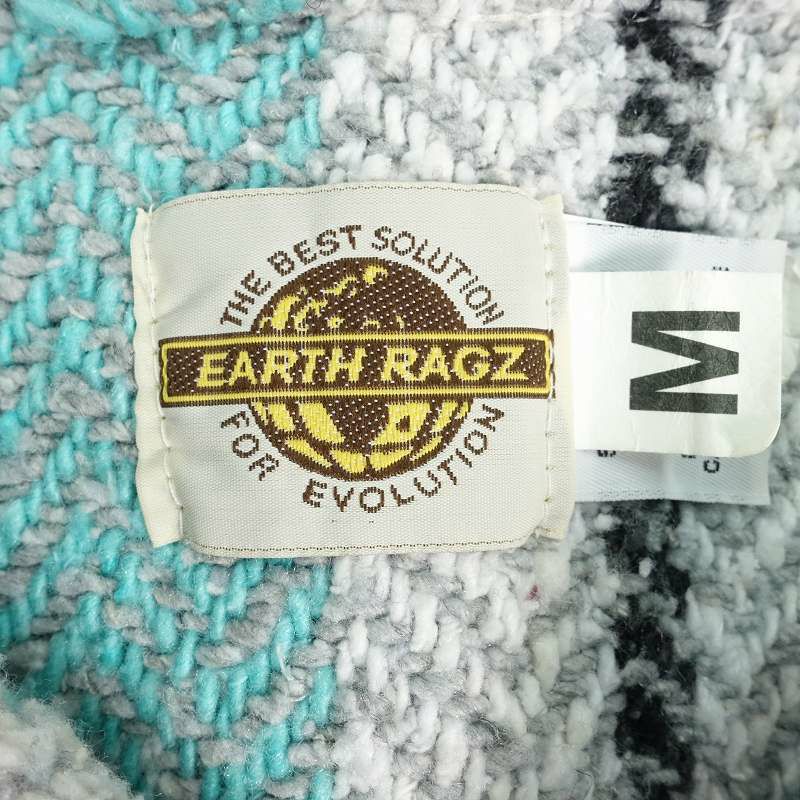 THE BEST SOLUTION
EARTH RAGZ
FOR EVOLUTION
M